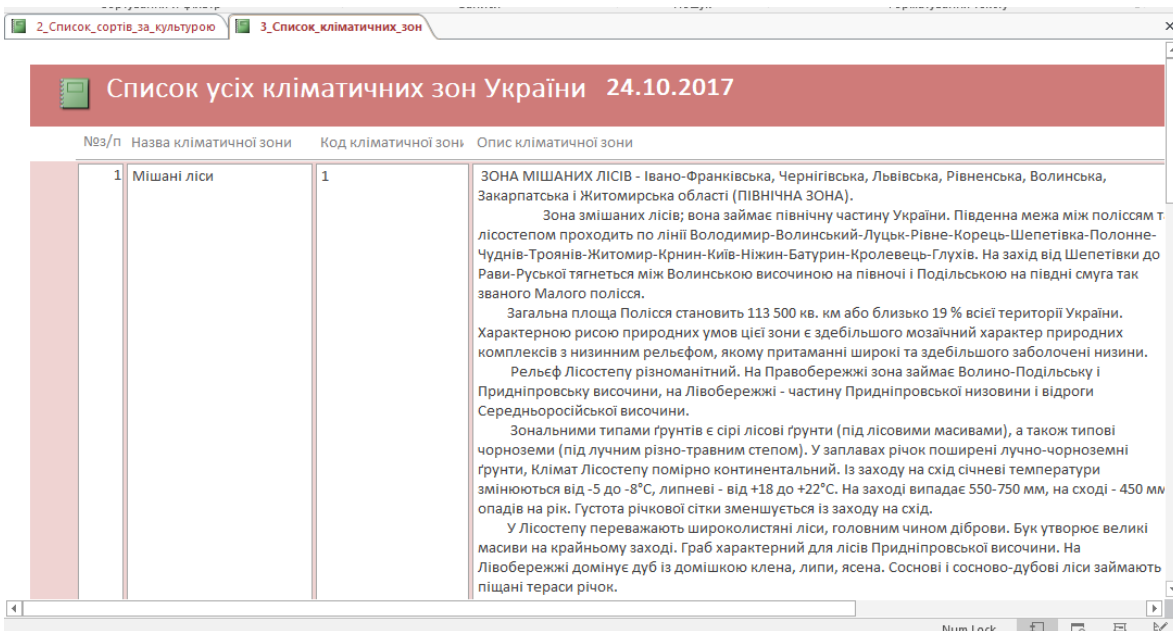 2_Список_сортів_за_культурою
3_Список_кліматичних_зон
Список усіх кліматичних зон України 24.10.2017
№з/п Назва кліматичної зони Код кліматичної зони Опис кліматичної зони
1 Мішані ліси 1 ЗОНА МІШАНИХ ЛІСІВ - Івано-Франківська, Чернігівська, Львівська, Рівненська, Волинська,
Закарпатська і Житомирська області (ПІВНІЧНА ЗОНА).
Зона змішаних лісів; вона займає північну частину України. Південна межа між поліссям т
лісостепом проходить по лінії Володимир-Волинський-Луцьк-Рівне-Корець-Шепетівка-Полонне-
Чуднів-Троянів-Житомир-Крнин-Київ-Ніжин-Батурин-Кролевець-Глухів. На захід від Шепетівки до
Рави-Руської тягнеться між Волинською височиною на півночі і Подільською на півдні смуга так
званого Малого полісся.
Загальна площа Полісся становить 113 500 кв. км або близько 19 % всієї території України.
Характерною рисою природних умов цієї зони є здебільшого мозаїчний характер природних
комплексів з низинним рельєфом, якому притаманні широкі та здебільшого заболочені низини.
Рельєф Лісостепу різноманітний. На Правобережжі зона займає Волино-Подільську і
Придніпровську височини, на Лівобережжі - частину Придніпровської низовини і відроги
Середньоросійської височини.
Зональними типами ґрунтів є сірі лісові ґрунти (під лісовими масивами), а також типові
чорноземи (під лучним різно-травним степом). У заплавах річок поширені лучно-чорноземні
ґрунти, Клімат Лісостепу помірно континентальний. Із заходу на схід січневі температури
змінюються від -5 до -8°С, липневі - від +18 до +22°С. На заході випадає 550-750 мм, на сході - 450 мм
опадів на рік. Густота річкової сітки зменшується із заходу на схід.
У Лісостепу переважають широколистяні ліси, головним чином діброви. Бук утворює великі
масиви на крайньому заході. Граб характерний для лісів Придніпровської височини. На
Лівобережжі домінує дуб із домішкою клена, липи, ясена. Соснові і сосново-дубові ліси займають
піщані тераси річок.
Num Lock